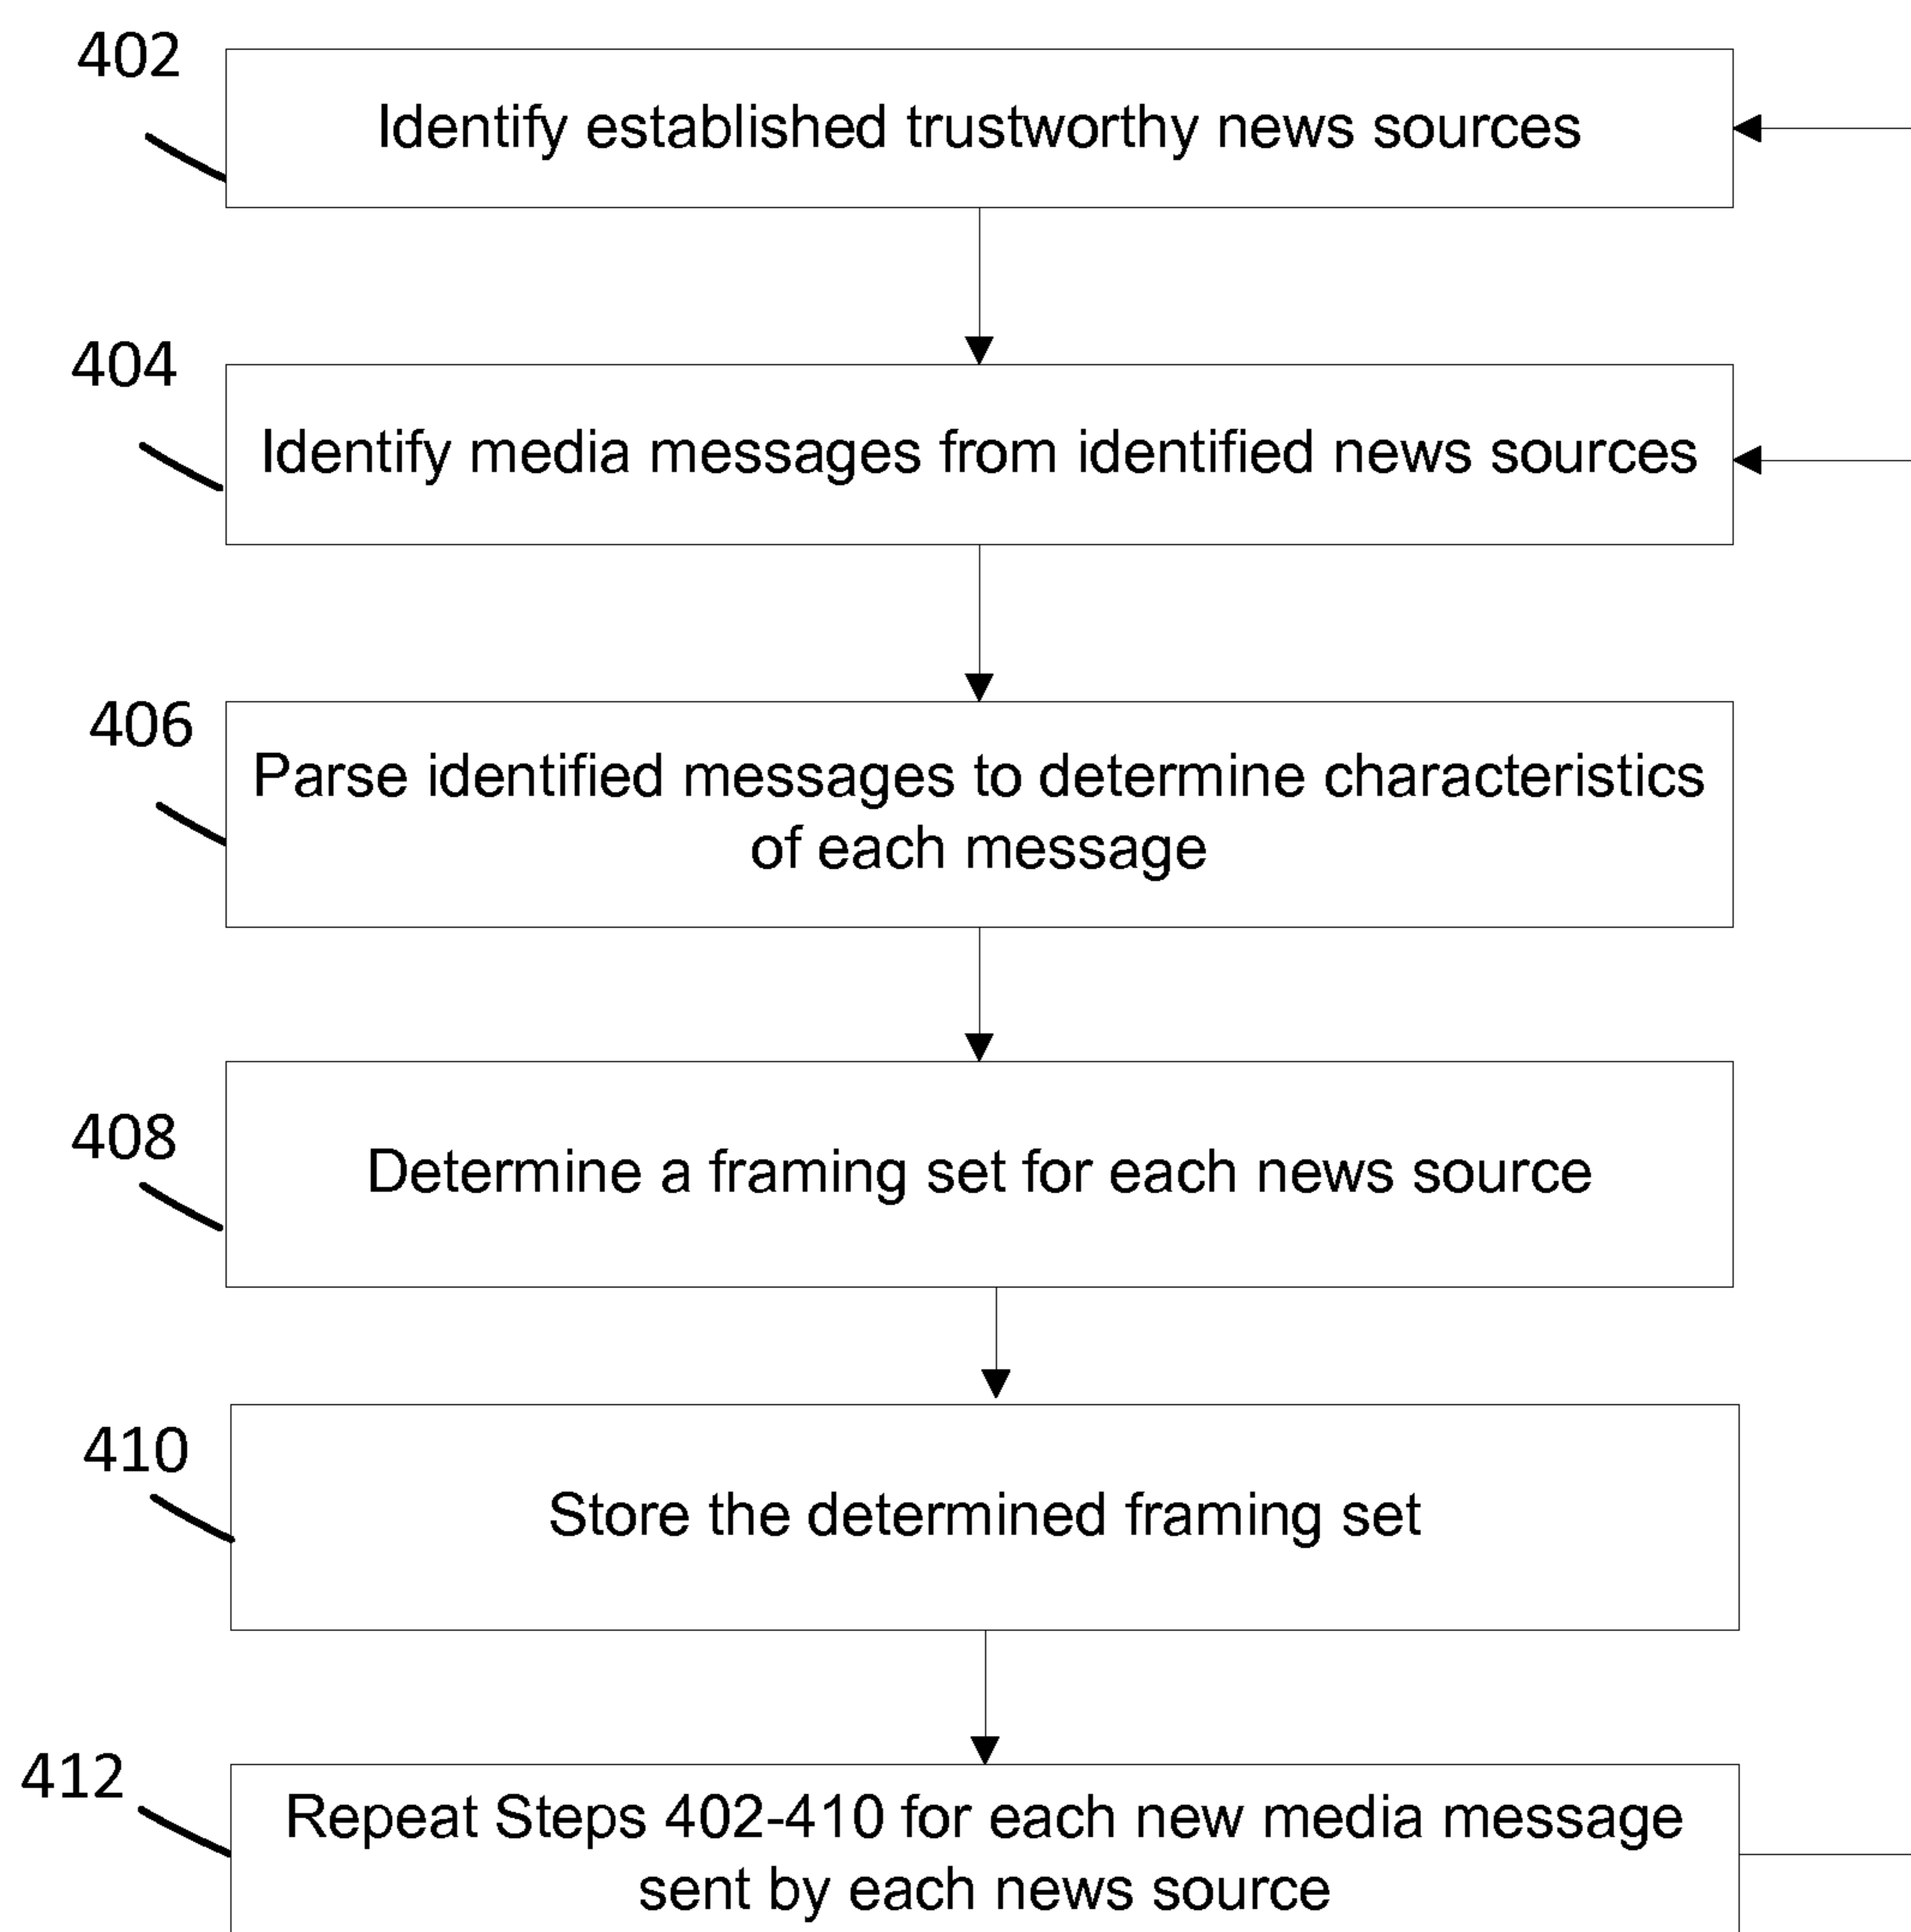 402
Identify established trustworthy news sources
404
Identify media messages from identified news sources
406
Parse identified messages to determine characteristics
of each message
408
Determine a framing set for each news source
410
Store the determined framing set
412
Repeat Steps 402-410 for each new media message
sent by each news source